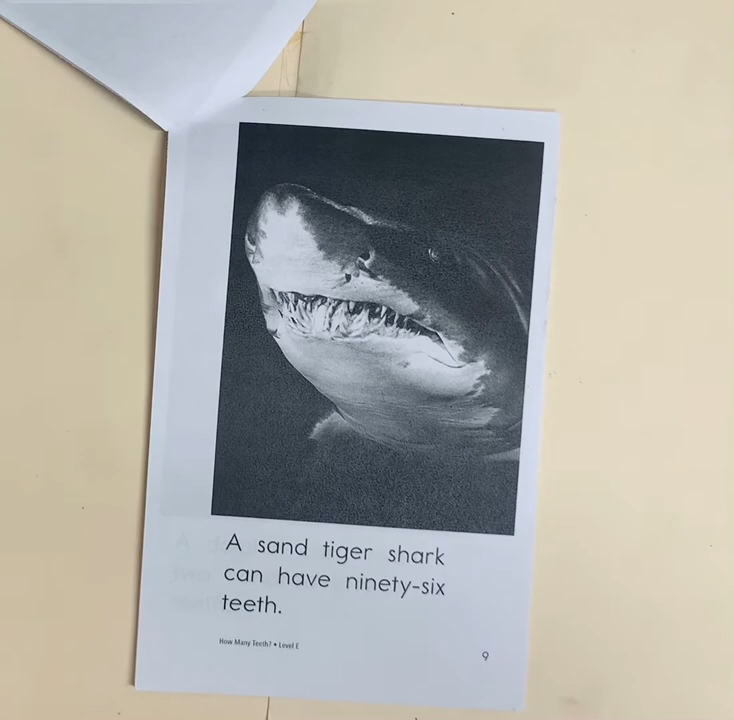 A sand tiger shark
can have ninety-six
teeth.
How Many Teeth? • Level E
9